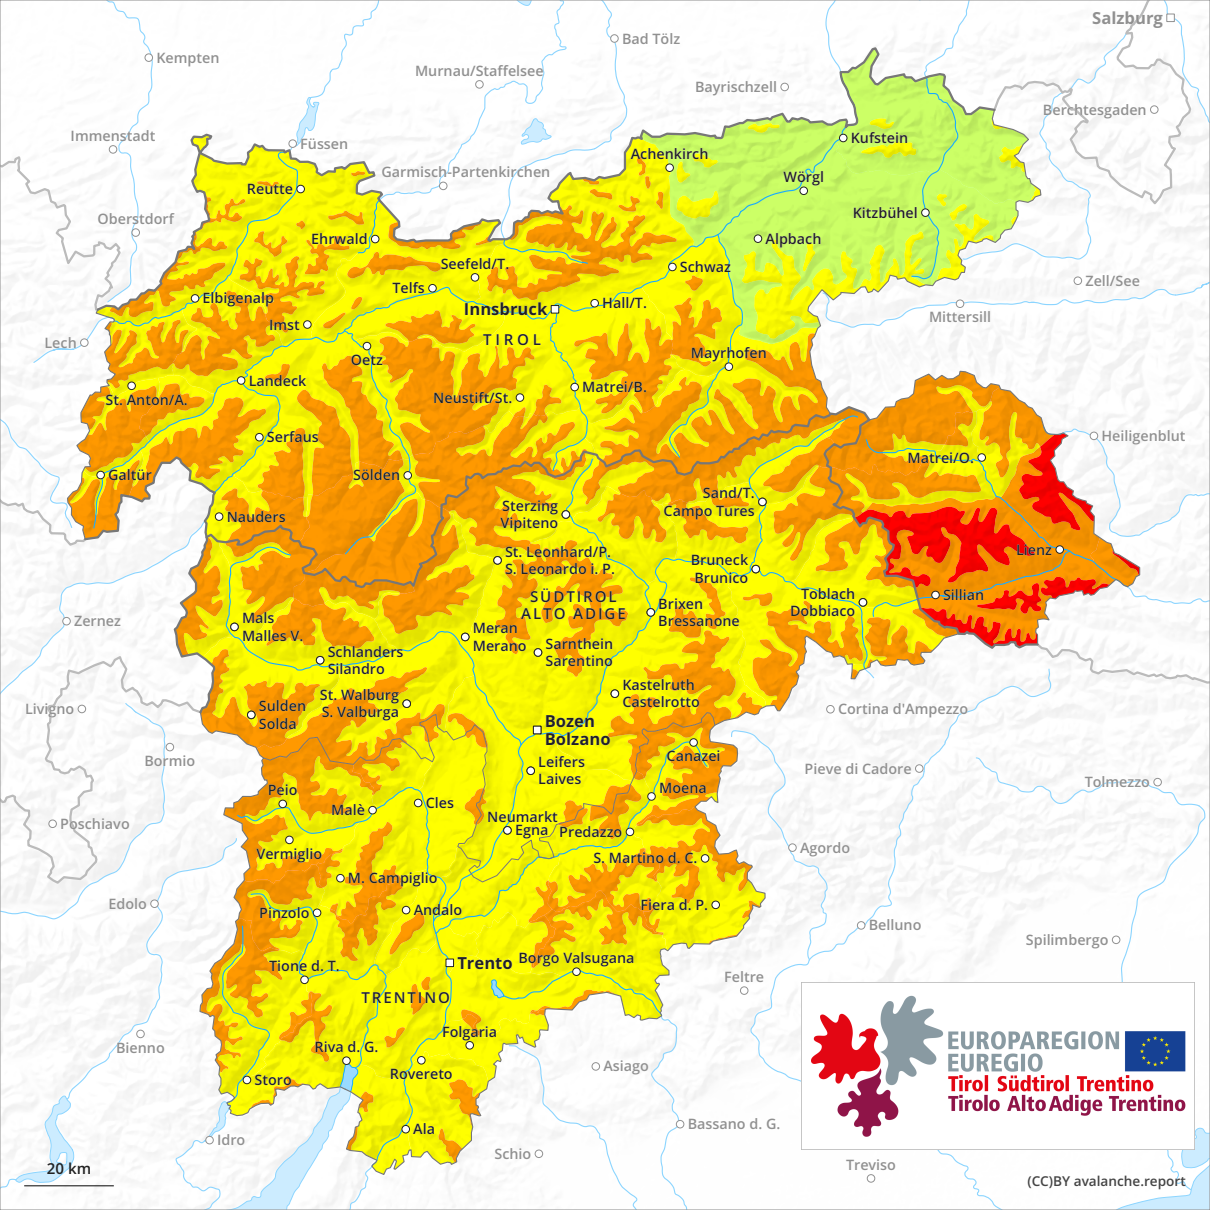 Salzburg
Bad Tölz
Kempten
Murnau/Staffelsee
Bayrischzell
Berchtesgaden
Immenstadt
Füssen
Kufstein
Achenkirch
Garmisch-Partenkirchen
Wörgl
Reutte
Oberstdorf
Kitzbühel
Ehrwald
Alpbach
Seefeld/T.
Schwaz
Zell/See
Telfs
Elbigenalp
Hall/T.
Innsbruck
Mittersill
Imst
TIROL
Lech
Mayrhofen
Oetz
Landeck
Matrei/B.
St. Anton/A.
Neustift/St.
Serfaus
Heiligenblut
Matrei/O.
Galtür
Sölden
Sand/T.
Campo Tures
Sterzing
Vipiteno
Nauders
St. Leonhard/P.
S. Leonardo i. P.
Lienz
Bruneck
Brunico
SÜDTIROL
ALTO ADIGE
Toblach
Dobbiaco
Sillian
Brixen
Bressanone
Zernez
Mals
Malles V.
Meran
Merano
Sarnthein
Sarentino
Schlanders
Silandro
Kastelruth
Castelrotto
St. Walburg
S. Valburga
Livigno
Sulden
Solda
Cortina d'Ampezzo
Bozen
Bolzano
Bormio
Canazei
Leifers
Laives
Pieve di Cadore
Tolmezzo
Peio
Moena
Malè
Cles
Neumarkt
Egna
Predazzo
Poschiavo
Vermiglio
Agordo
S. Martino d. C.
M. Campiglio
Edolo
Pinzolo
Andalo
Fiera d. P.
Belluno
Spilimbergo
Trento
Borgo Valsugana
Tione d. T.
Feltre
TRENTINO
Folgaria
Bienno
Riva d. G.
Rovereto
Asiago
Storo
EUROPAREGION
EUREGIO
Tirol Südtirol Trentino
Tirolo Alto Adige Trentino
Ala
Bassano d. G.
Idro
Schio
Treviso
20 km
(CC)BY avalanche.report